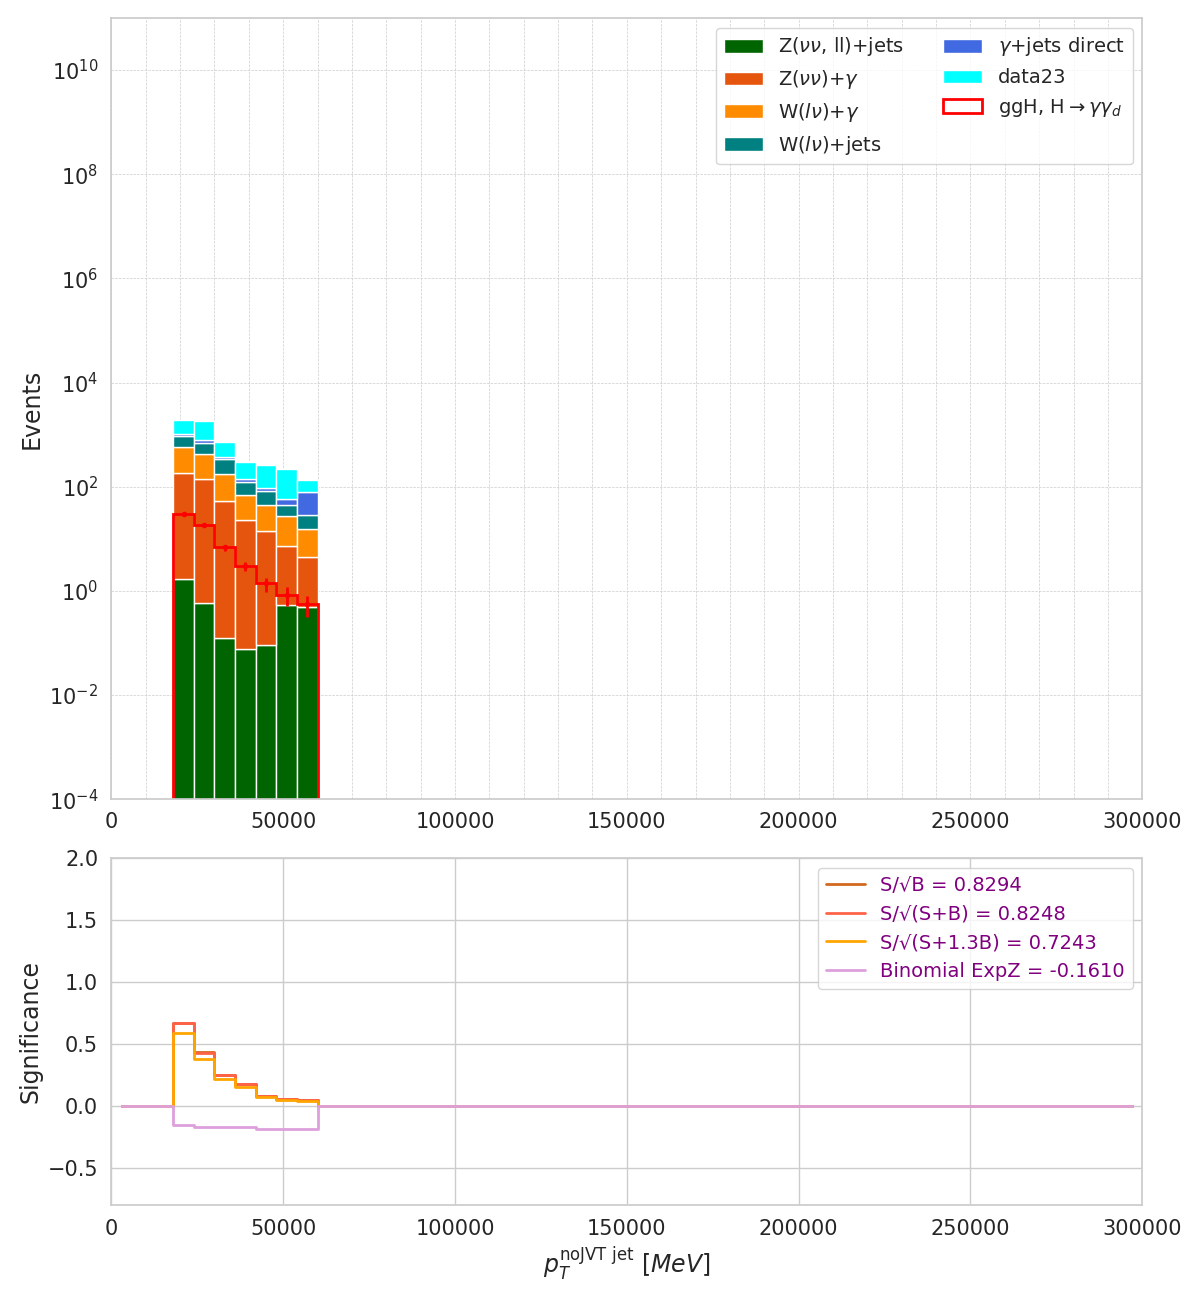 Z(νν, ll)+jets
Z(νν)+γ
W(lν)+γ
W(lν)+jets
γ+jets direct
data23
ggH, H→γγ_d
Events
10^10
10^8
10^6
10^4
10^2
10^0
10^−2
10^−4
0 50000 100000 150000 200000 250000 300000
S/√B = 0.8294
S/√(S+B) = 0.8248
S/√(S+1.3B) = 0.7243
Binomial ExpZ = -0.1610
Significance
2.0
1.5
1.0
0.5
0.0
−0.5
0 50000 100000 150000 200000 250000 300000
p_T^noJVT jet [MeV]